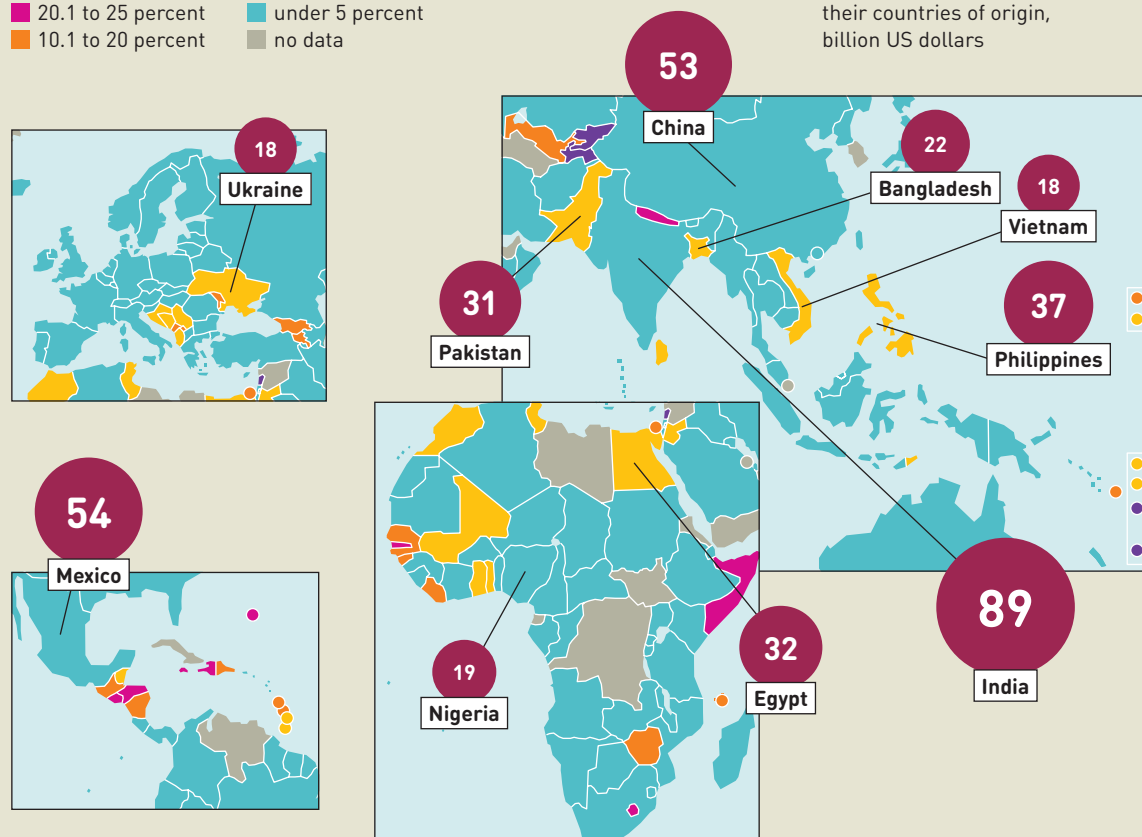 20.1 to 25 percent
10.1 to 20 percent
under 5 percent
no data
their countries of origin,
billion US dollars
53
China
18
Ukraine
22
Bangladesh
18
Vietnam
31
Pakistan
37
Philippines
54
Mexico
19
Nigeria
32
Egypt
89
India